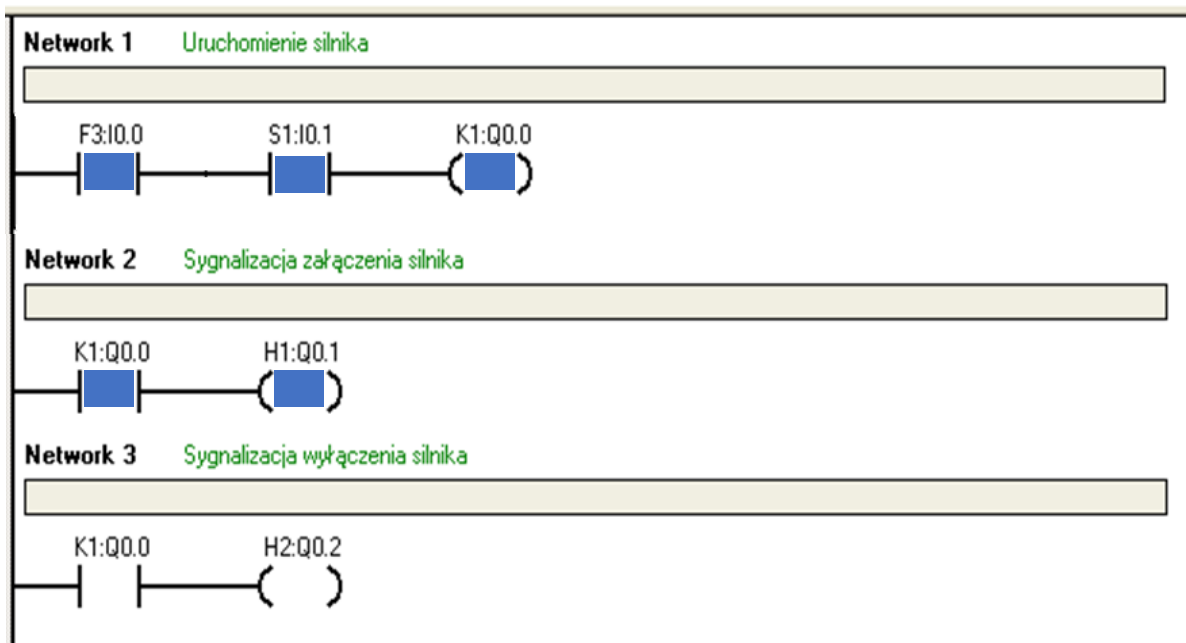 Network 1 Uruchomienie silnika
F3:I0.0 S1:I0.1 K1:Q0.0
Network 2 Sygnalizacja załączenia silnika
K1:Q0.0 H1:Q0.1
Network 3 Sygnalizacja wyłączenia silnika
K1:Q0.0 H2:Q0.2